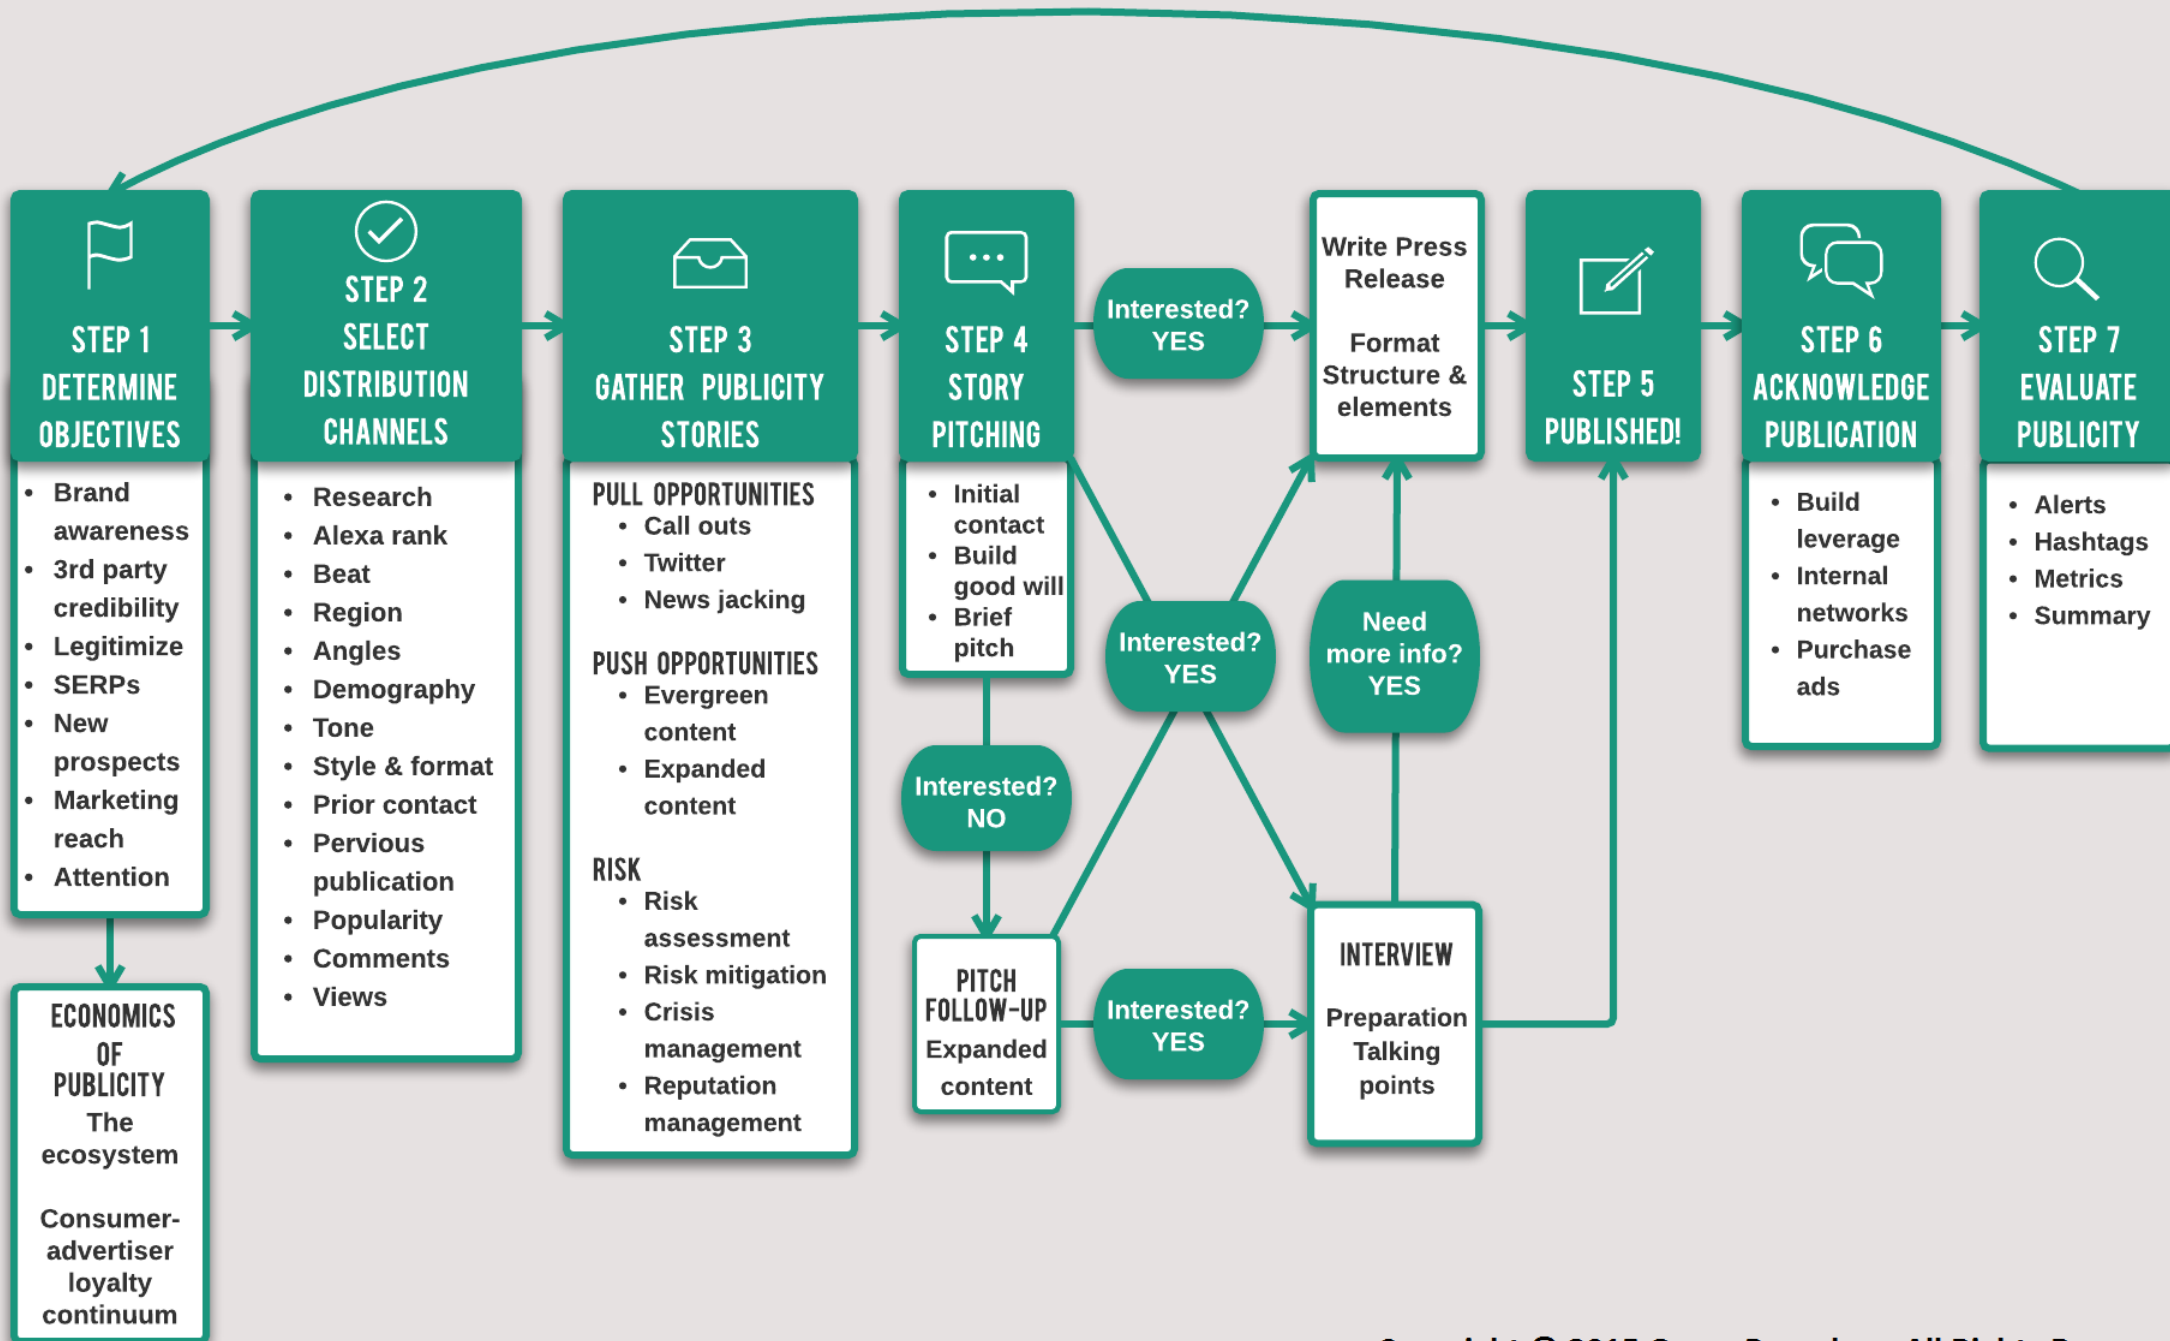 STEP 1
DETERMINE
OBJECTIVES
• Brand
awareness
• 3rd party
credibility
• Legitimize
• SERPs
• New
prospects
• Marketing
reach
• Attention
ECONOMICS
OF
PUBLICITY
The
ecosystem
Consumer-
advertiser
loyalty
continuum
STEP 2
SELECT
DISTRIBUTION
CHANNELS
• Research
• Alexa rank
• Beat
• Region
• Angles
• Demography
• Tone
• Style & format
• Prior contact
• Pervious
publication
• Popularity
• Comments
• Views
STEP 3
GATHER PUBLICITY
STORIES
PULL OPPORTUNITIES
• Call outs
• Twitter
• News jacking
PUSH OPPORTUNITIES
• Evergreen
content
• Expanded
content
RISK
• Risk
assessment
• Risk mitigation
• Crisis
management
• Reputation
management
STEP 4
STORY
PITCHING
• Initial
contact
• Build
good will
• Brief
pitch
Interested?
NO
PITCH
FOLLOW-UP
Expanded
content
Interested?
YES
Interested?
YES
Interested?
YES
Write Press
Release
Format
Structure &
elements
Need
more info?
YES
INTERVIEW
Preparation
Talking
points
STEP 5
PUBLISHED!
STEP 6
ACKNOWLEDGE
PUBLICATION
• Build
leverage
• Internal
networks
• Purchase
ads
STEP 7
EVALUATE
PUBLICITY
• Alerts
• Hashtags
• Metrics
• Summary